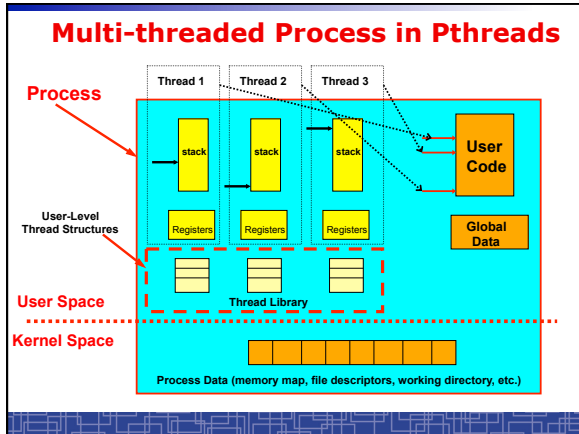 Multi-threaded Process in Pthreads
Thread 1
Thread 2
Thread 3
Process
stack
stack
stack
User
Code
User-Level
Thread Structures
Registers
Registers
Registers
Global
Data
Thread Library
User Space
Kernel Space
Process Data (memory map, file descriptors, working directory, etc.)